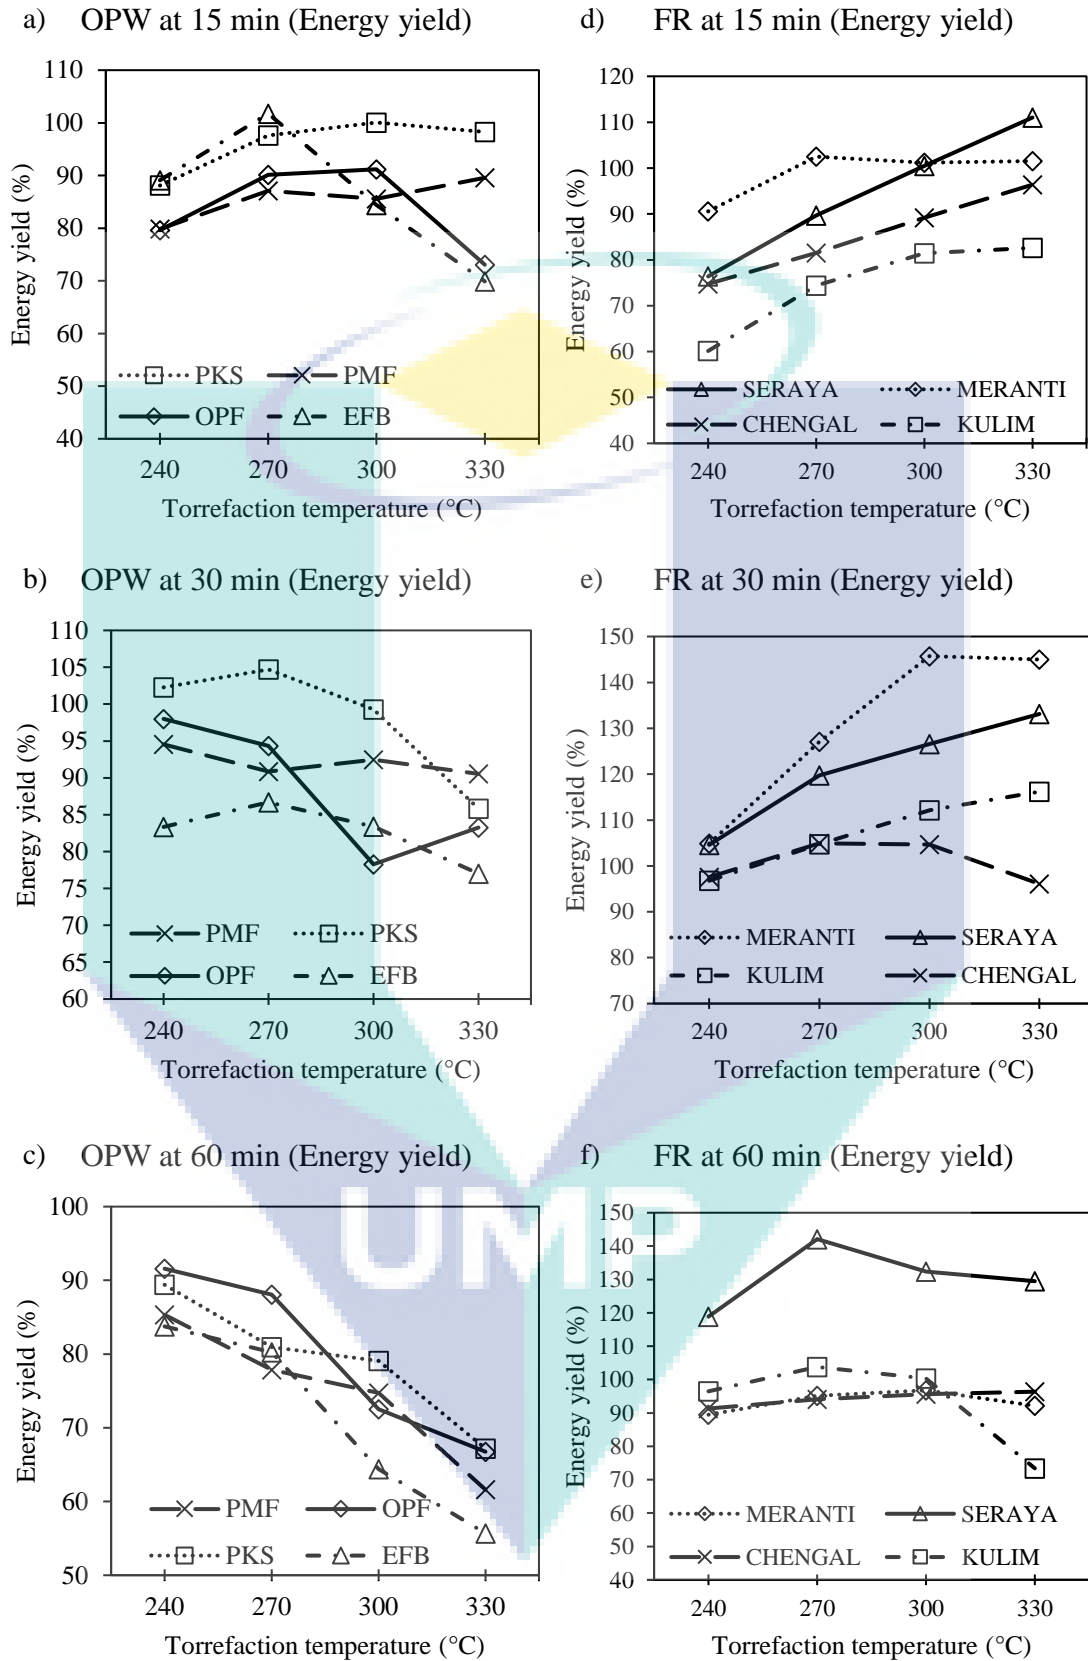 a) OPW at 15 min (Energy yield)
110
100
90
80
70
60
50
40
Energy yield (%)
PKS PMF
OPF EFB
240 270 300 330
Torrefaction temperature (°C)
d) FR at 15 min (Energy yield)
120
110
100
90
80
70
60
50
40
Energy yield (%)
SERAYA MERANTI
CHENGAL KULIM
240 270 300 330
Torrefaction temperature (°C)
b) OPW at 30 min (Energy yield)
110
105
100
95
90
85
80
75
70
65
60
Energy yield (%)
PMF PKS
OPF EFB
240 270 300 330
Torrefaction temperature (°C)
e) FR at 30 min (Energy yield)
150
140
130
120
110
100
90
80
70
Energy yield (%)
MERANTI SERAYA
KULIM CHENGAL
240 270 300 330
Torrefaction temperature (°C)
c) OPW at 60 min (Energy yield)
100
90
80
70
60
50
Energy yield (%)
PMF OPF
PKS EFB
240 270 300 330
Torrefaction temperature (°C)
f) FR at 60 min (Energy yield)
150
140
130
120
110
100
90
80
70
60
50
40
Energy yield (%)
MERANTI SERAYA
CHENGAL KULIM
240 270 300 330
Torrefaction temperature (°C)
UMP